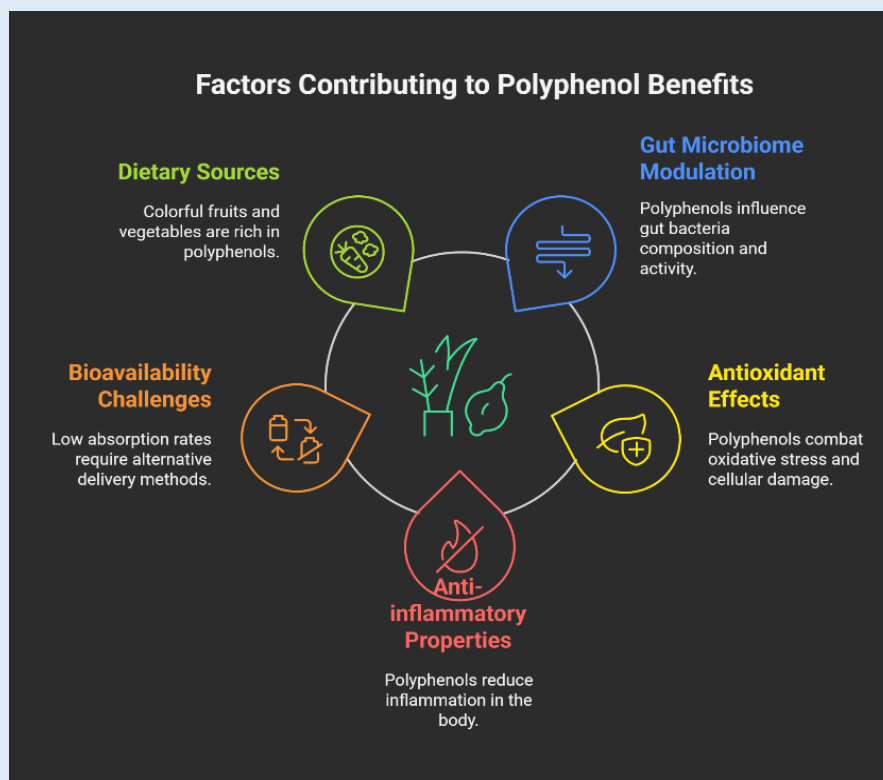 Factors Contributing to Polyphenol Benefits
Dietary Sources
Colorful fruits and
vegetables are rich in
polyphenols.
Gut Microbiome
Modulation
Polyphenols influence
gut bacteria
composition and
activity.
Bioavailability
Challenges
Low absorption rates
require alternative
delivery methods.
Antioxidant
Effects
Polyphenols combat
oxidative stress and
cellular damage.
Anti-
inflammatory
Properties
Polyphenols reduce
inflammation in the
body.